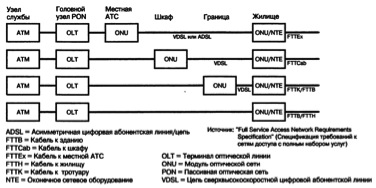 Узел службы
Головной узел PON
Местная АТС
Шкаф
Граница
Жилище
ATM
OLT
ONU
VDSL или ADSL
ONU/NTE
FTTEx
ATM
OLT
ONU
VDSL
ONU/NTE
FTTCab
ATM
OLT
ONU
VDSL
ONU/NTE
FTTK/FTTB
ATM
OLT
ONU/NTE
FTTB/FTTH
ADSL = Асимметричная цифровая абонентская линия/цепь
FTTB = Кабель к зданию
FTTCab = Кабель к шкафу
FTTEx = Кабель к местной АТС
FTTH = Кабель к жилищу
FTTK = Кабель к тротуару
NTE = Оконечное сетевое оборудование
Источник: "Full Service Access Network Requirements
Specification" (Спецификация требований к
сетям доступа с полным набором услуг)
OLT = Терминал оптической линии
ONU = Модуль оптической сети
PON = Пассивная оптическая сеть
VDSL = Цепь сверхвысокоскоростной цифровой абонентской линии